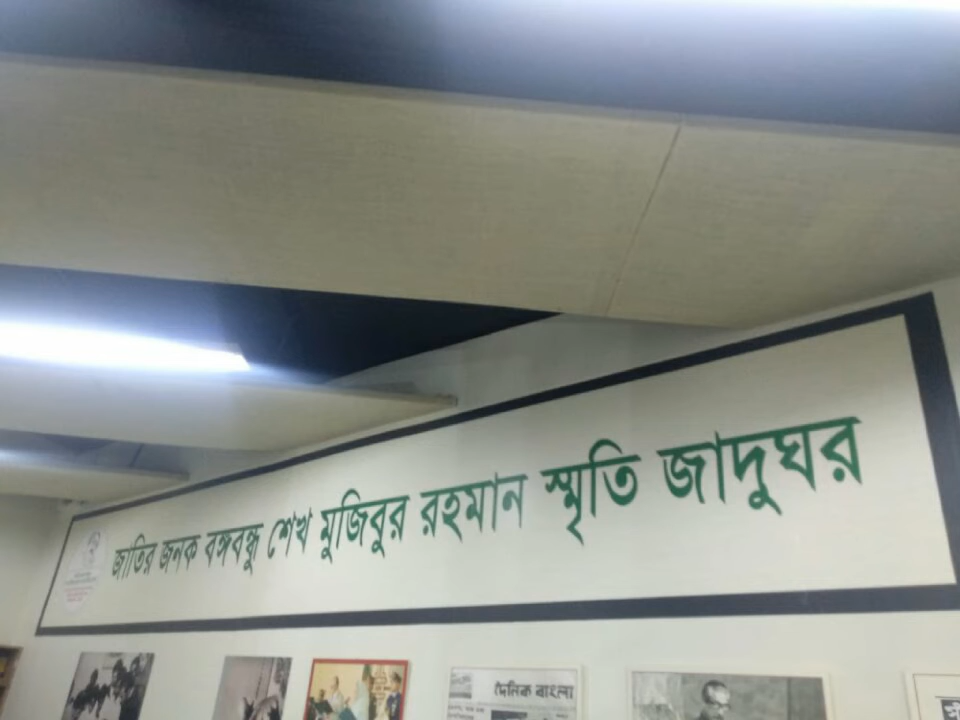 জাতির জনক বঙ্গবন্ধু শেখ মুজিবুর রহমান স্মৃতি জাদুঘর
দৈনিক বাংলা